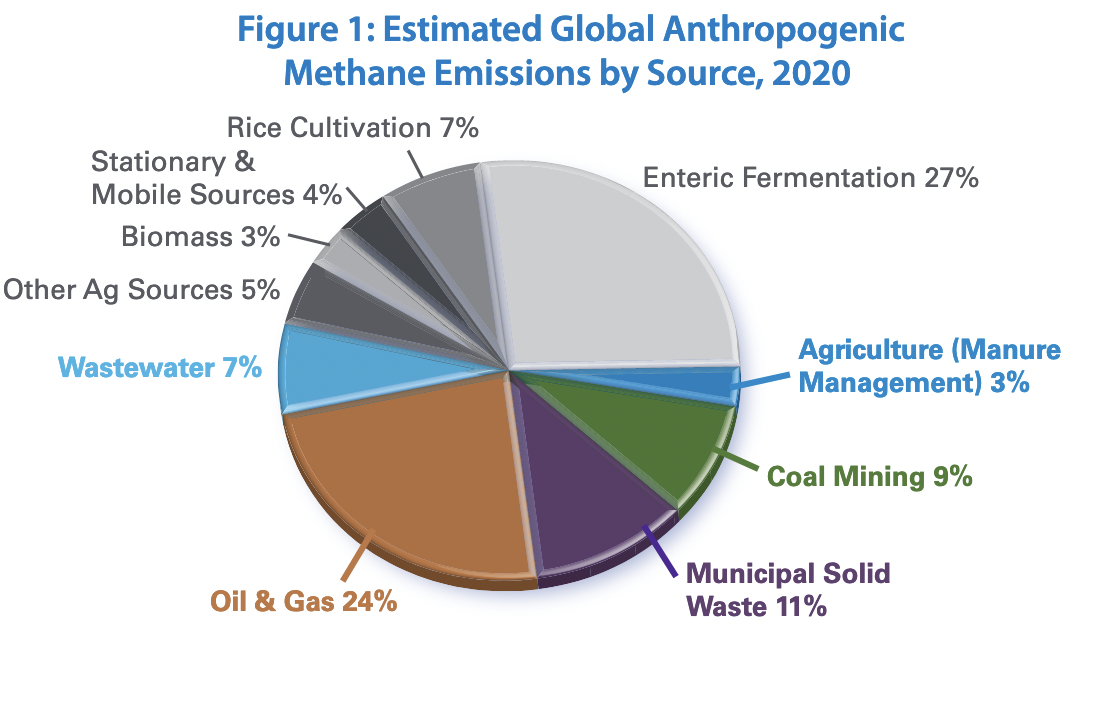 Figure 1: Estimated Global Anthropogenic
Methane Emissions by Source, 2020
Rice Cultivation 7%
Stationary &
Mobile Sources 4%
Enteric Fermentation 27%
Biomass 3%
Other Ag Sources 5%
Wastewater 7%
Agriculture (Manure
Management) 3%
Coal Mining 9%
Municipal Solid
Waste 11%
Oil & Gas 24%